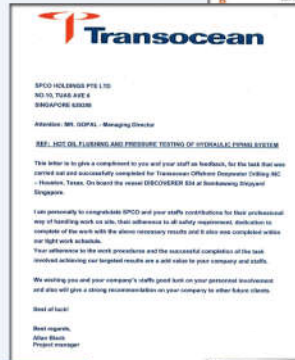 Transocean
SPCO HOLDINGS PTE LTD
NO.10, TUAS AVE 6
SINGAPORE
Attention: MR. GOPAL - Managing Director
REF: HOT OIL FLUSHING AND PRESSURE TESTING OF HYDRAULIC PIPING SYSTEM
This letter is to give a compliment to you and your staff as feedback, for the task that was
carried out and successfully completed for Transocean Offshore Deepwater Drilling INC
– Houston, Texas. On board the vessel DISCOVERER 534 at Sembawang Shipyard
Singapore.
I am personally to congratulate SPCO and your staffs contributions for their professional
way of handling work on site, their adherence to all safety requirement, dedication to
complete of the work with the above necessary results and it also was completed within
our tight work schedule.
Your adherence to the work procedures and the successful completion of the task
involved achieving our targeted results are a add value to your company and staffs.
We wishing you and your company's staffs good luck on your personnel involvement
and also will give a strong recommendation on your company to other future clients.
Best of luck!
Best regards,
Allan Black
Project manager